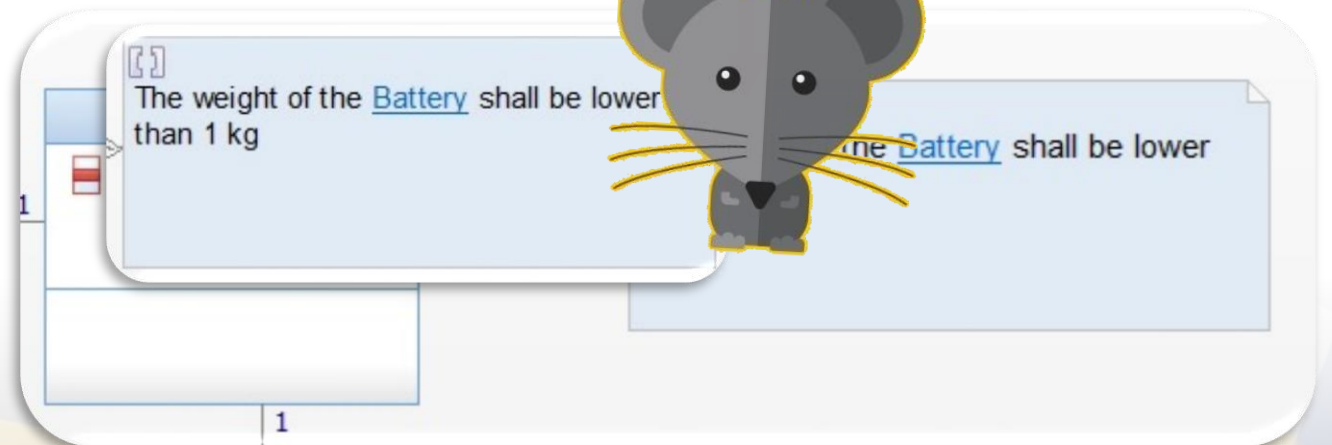 The weight of the Battery shall be lower
than 1 kg
the Battery shall be lower
1
1